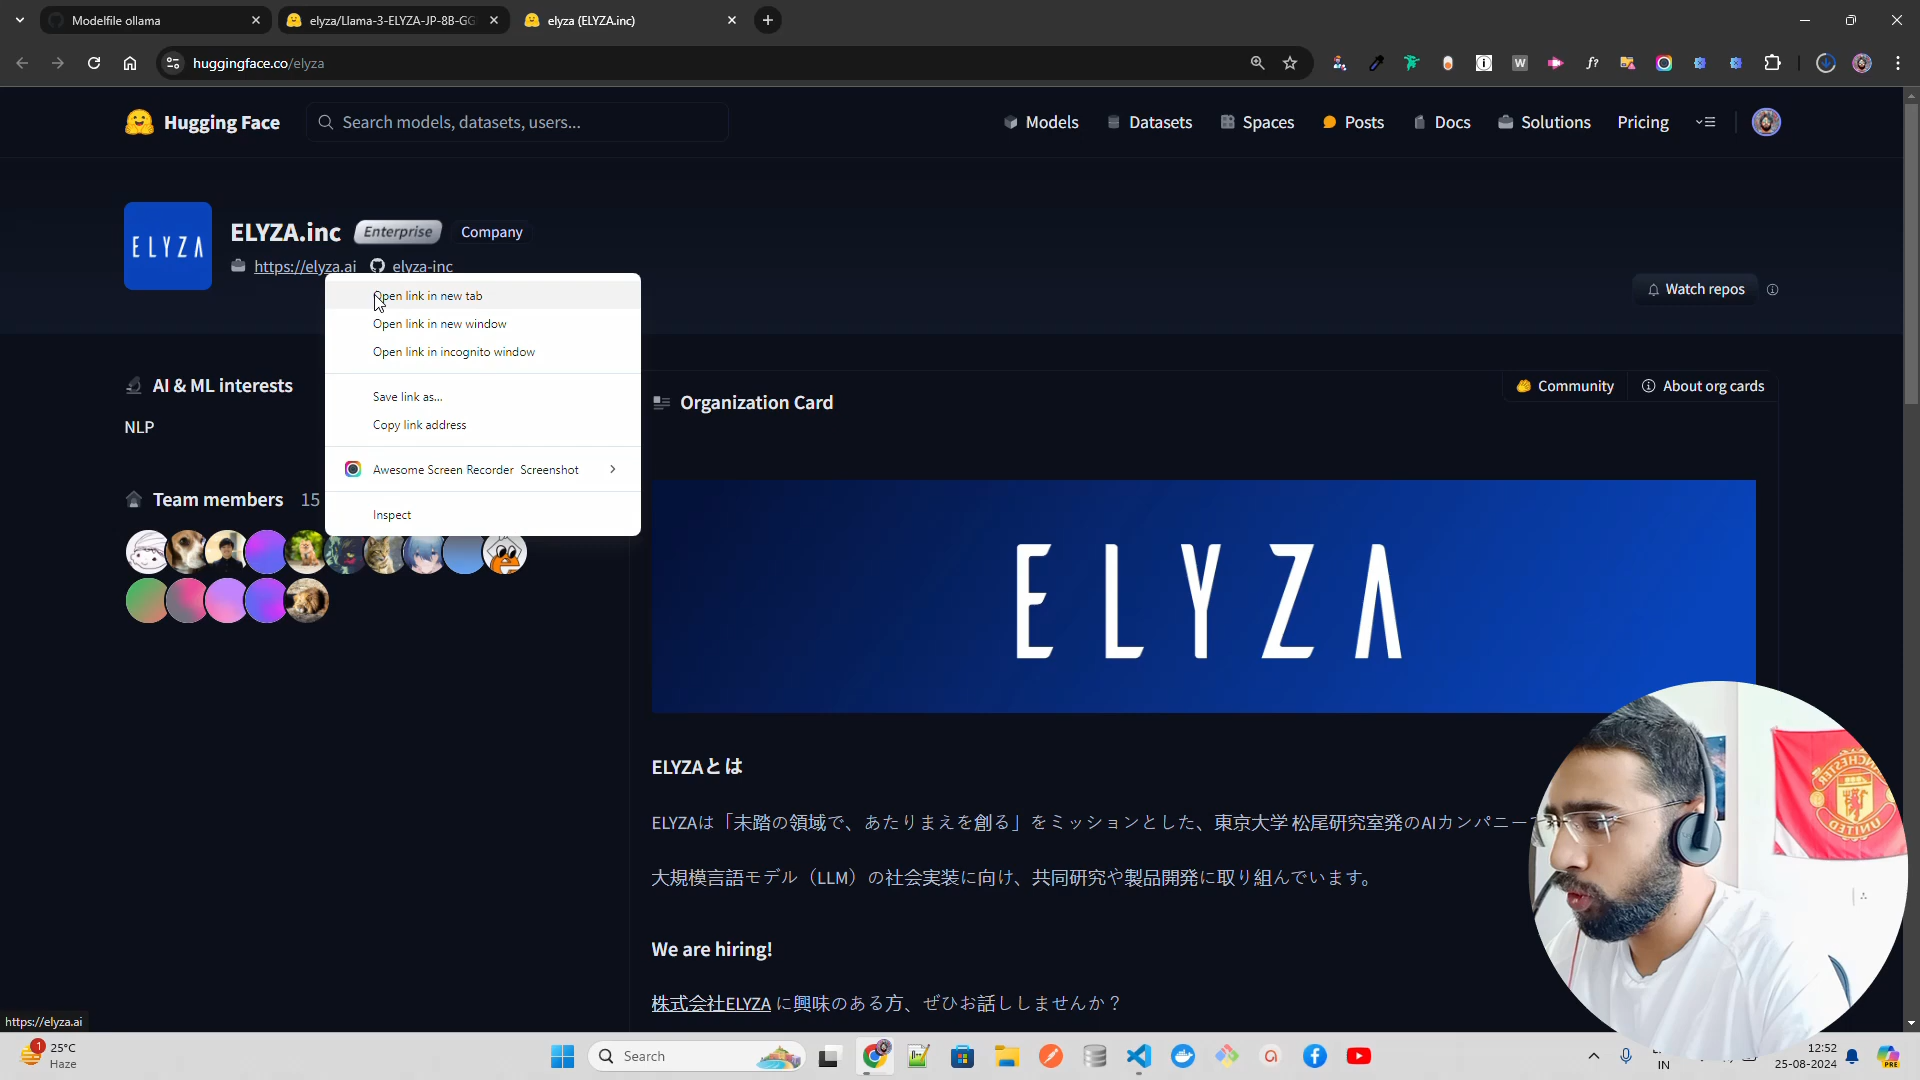 Modelfile ollama
elyza/Llama-3-ELYZA-JP-8B-GG
elyza (ELYZA.inc)
huggingface.co/elyza
Hugging Face
Search models, datasets, users...
Models
Datasets
Spaces
Posts
Docs
Solutions
Pricing
ELYZA
ELYZA.inc
Enterprise
Company
https://elyza.ai
elyza-inc
Watch repos
Open link in new tab
Open link in new window
Open link in incognito window
Save link as...
Copy link address
Awesome Screen Recorder Screenshot
Inspect
AI & ML interests
NLP
Team members 15
Community
About org cards
Organization Card
ELYZA
ELYZAとは
ELYZAは「未踏の領域で、あたりまえを創る」をミッションとした、東京大学 松尾研究室発のAIカンパニー
大規模言語モデル（LLM）の社会実装に向け、共同研究や製品開発に取り組んでいます。
We are hiring!
株式会社ELYZA に興味のある方、ぜひお話ししませんか？
MANCHESTER
UNITED
https://elyza.ai
1
25°C
Haze
Search
IN
12:52
25-08-2024
PRE